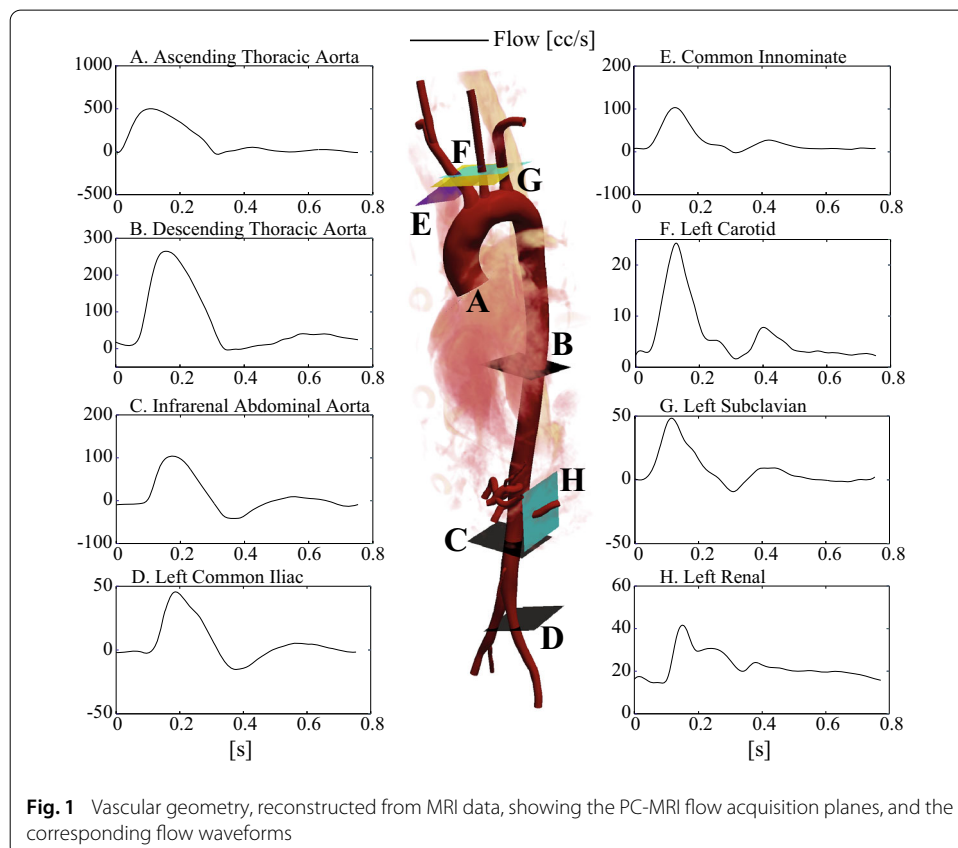 Flow [cc/s]
A. Ascending Thoracic Aorta
1000
500
0
-500
0 0.2 0.4 0.6 0.8
B. Descending Thoracic Aorta
300
200
100
0
0 0.2 0.4 0.6 0.8
C. Infrarenal Abdominal Aorta
200
100
0
-100
0 0.2 0.4 0.6 0.8
D. Left Common Iliac
50
0
-50
0 0.2 0.4 0.6 0.8
[s]
F
G
E
A
B
H
C
D
E. Common Innominate
200
100
0
-100
0 0.2 0.4 0.6 0.8
F. Left Carotid
20
10
0
0 0.2 0.4 0.6 0.8
G. Left Subclavian
50
0
-50
0 0.2 0.4 0.6 0.8
H. Left Renal
60
40
20
0
0 0.2 0.4 0.6 0.8
[s]
Fig. 1 Vascular geometry, reconstructed from MRI data, showing the PC-MRI flow acquisition planes, and the
corresponding flow waveforms